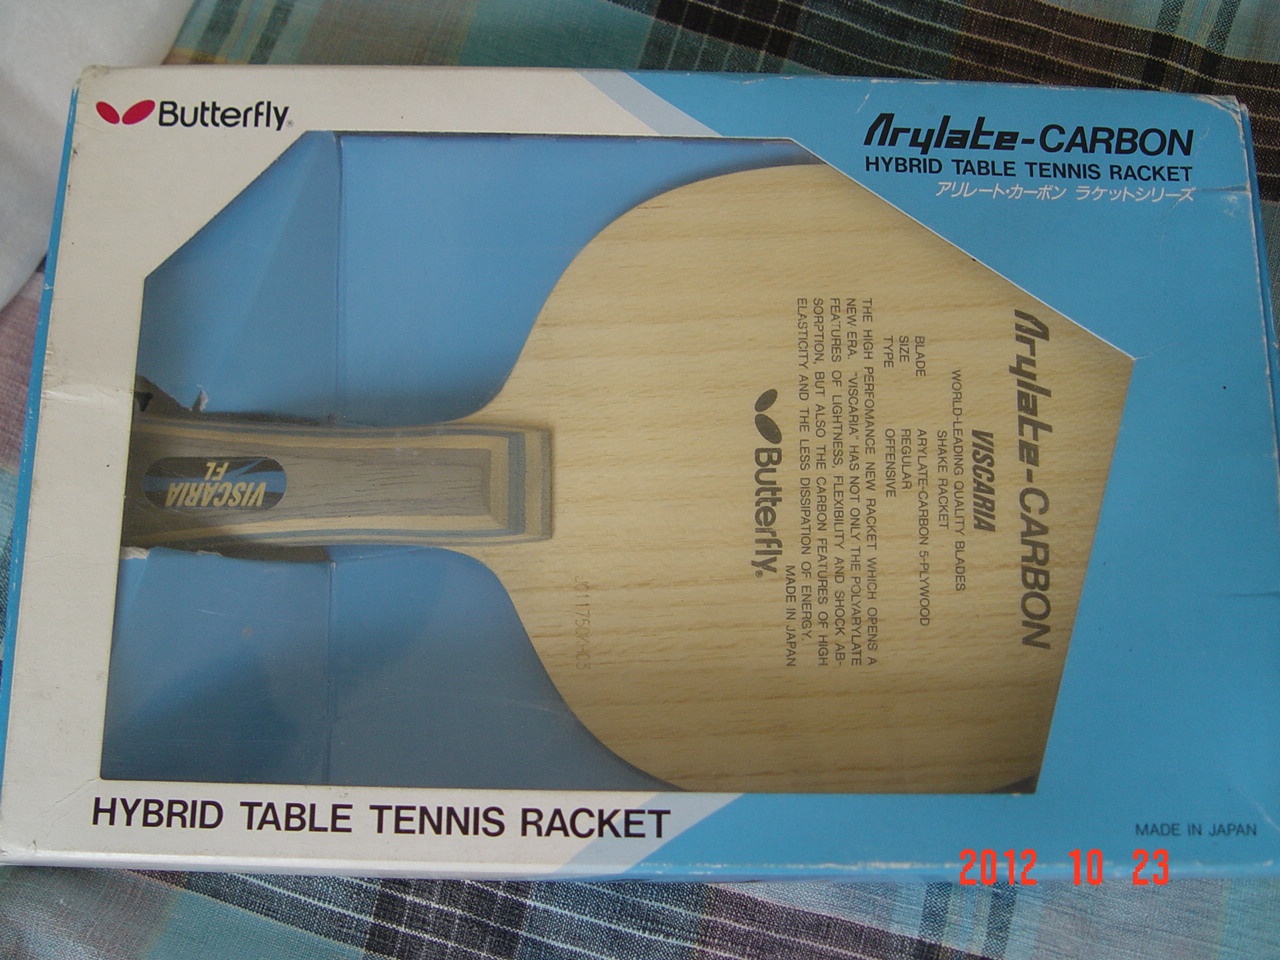 Butterfly
Arylate-CARBON
HYBRID TABLE TENNIS RACKET
アリレート・カーボン ラケットシリーズ
Arylate-CARBON
VISCARIA
WORLD-LEADING QUALITY BLADES
SHAKE RACKET
BLADE ARYLATE-CARBON 5-PLYWOOD
SIZE REGULAR
TYPE OFFENSIVE
THE HIGH PERFOMANCE NEW RACKET WHICH OPENS A
NEW ERA. "VISCARIA" HAS NOT ONLY THE POLYARYLATE
FEATURES OF LIGHTNESS, FLEXIBILITY AND SHOCK AB-
SORPTION, BUT ALSO THE CARBON FEATURES OF HIGH
ELASTICITY AND THE LESS DISSIPATION OF ENERGY.
MADE IN JAPAN
Butterfly
VISCARIA
FL
HYBRID TABLE TENNIS RACKET
MADE IN JAPAN
2012 10 23